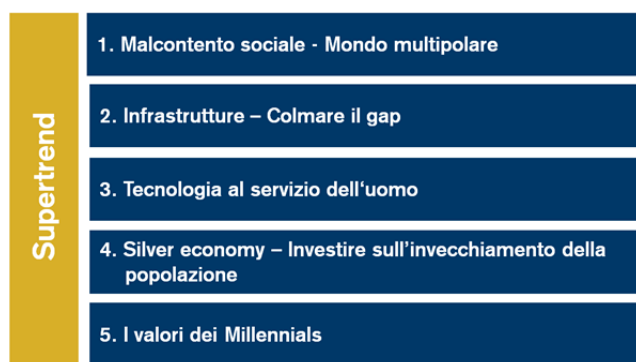 Supertrend
1. Malcontento sociale - Mondo multipolare
2. Infrastrutture – Colmare il gap
3. Tecnologia al servizio dell‘uomo
4. Silver economy – Investire sull’invecchiamento della
popolazione
5. I valori dei Millennials